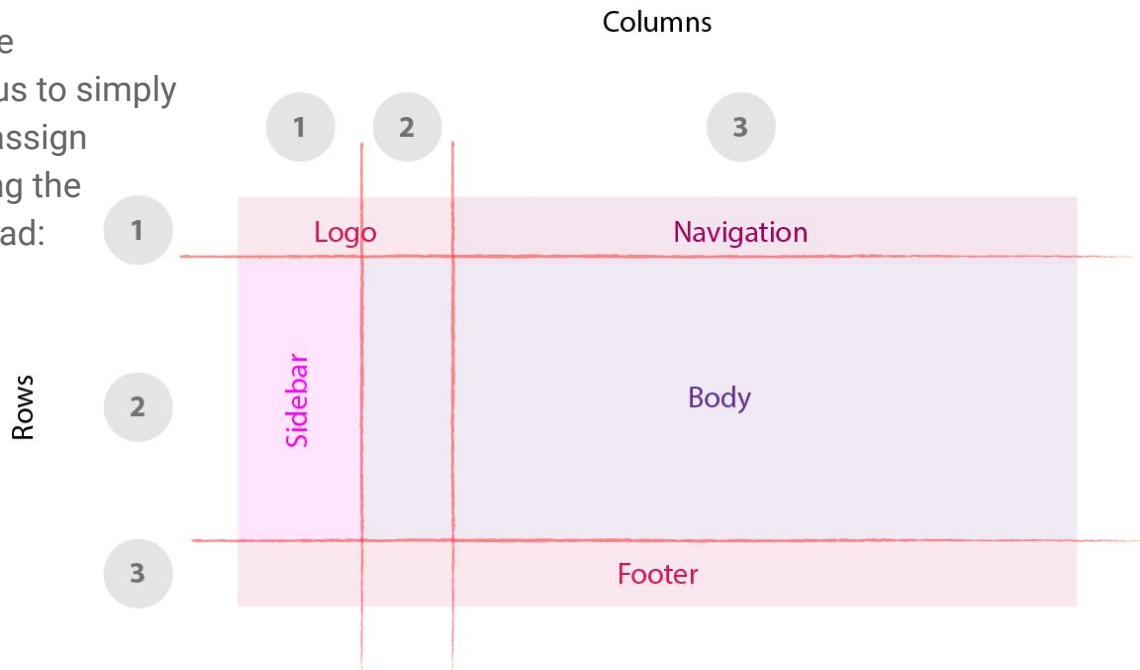 Columns
e
us to simply
assign
ng the
ad:
1
2
3
1
Logo
Navigation
Rows
2
Sidebar
Body
3
Footer